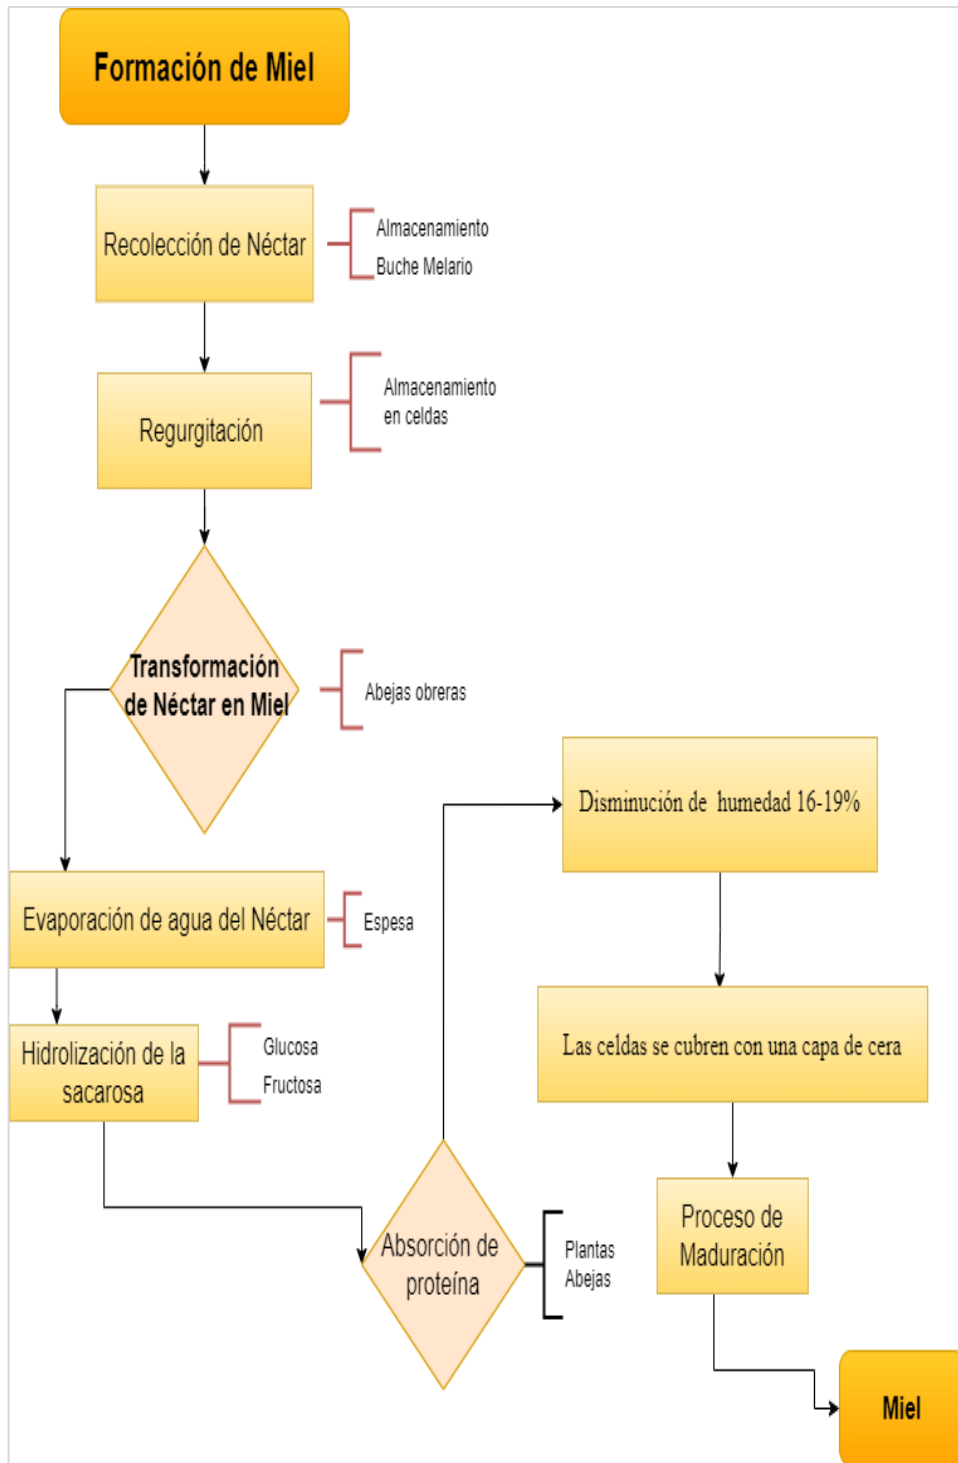 Formación de Miel
Recolección de Néctar
Almacenamiento
Buche Melario
Regurgitación
Almacenamiento
en celdas
Transformación
de Néctar en Miel
Abejas obreras
Evaporación de agua del Néctar
Espesa
Hidrolización de la
sacarosa
Glucosa
Fructosa
Absorción de
proteína
Plantas
Abejas
Disminución de humedad 16-19%
Las celdas se cubren con una capa de cera
Proceso de
Maduración
Miel